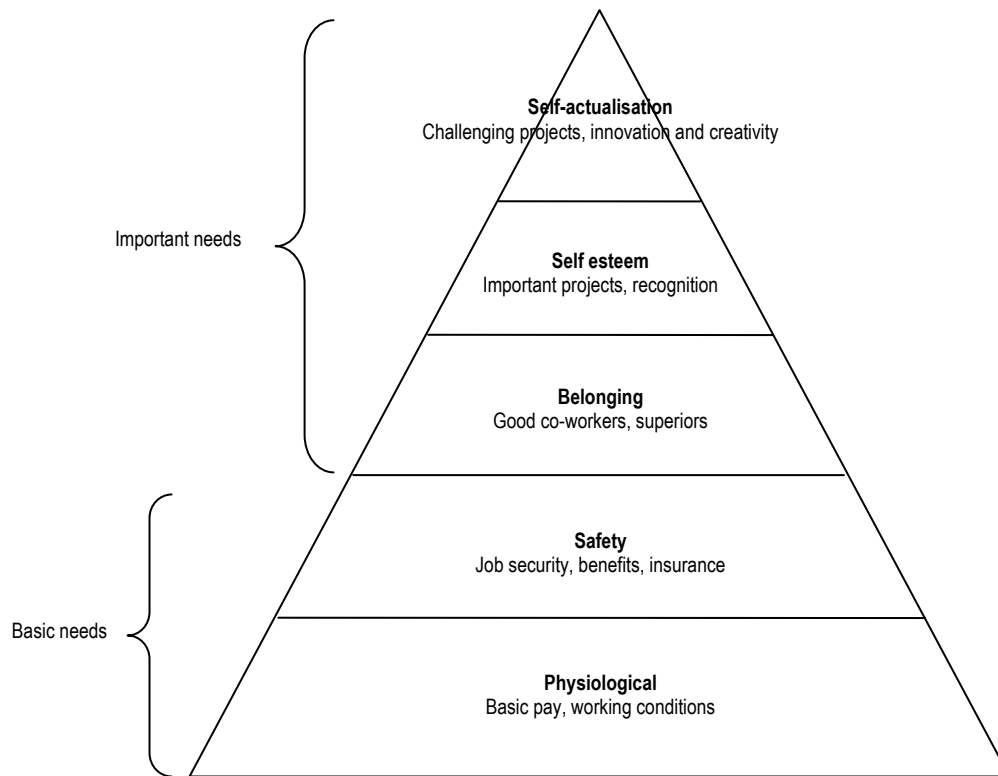 Self-actualisation
Challenging projects, innovation and creativity
Important needs
Self esteem
Important projects, recognition
Belonging
Good co-workers, superiors
Safety
Job security, benefits, insurance
Basic needs
Physiological
Basic pay, working conditions